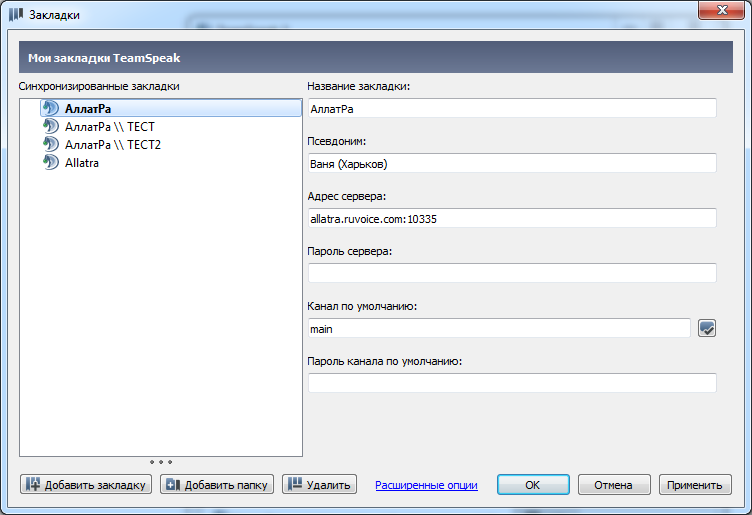 Закладки
Мои закладки TeamSpeak
Синхронизированные закладки
АллатРа
АллатРа \\ ТЕСТ
АллатРа \\ ТЕСТ2
Allatra
Название закладки:
АллатРа
Псевдоним:
Ваня (Харьков)
Адрес сервера:
allatra.ruvoice.com:10335
Пароль сервера:
Канал по умолчанию:
main
Пароль канала по умолчанию:
Добавить закладку
Добавить папку
Удалить
Расширенные опции
OK
Отмена
Применить